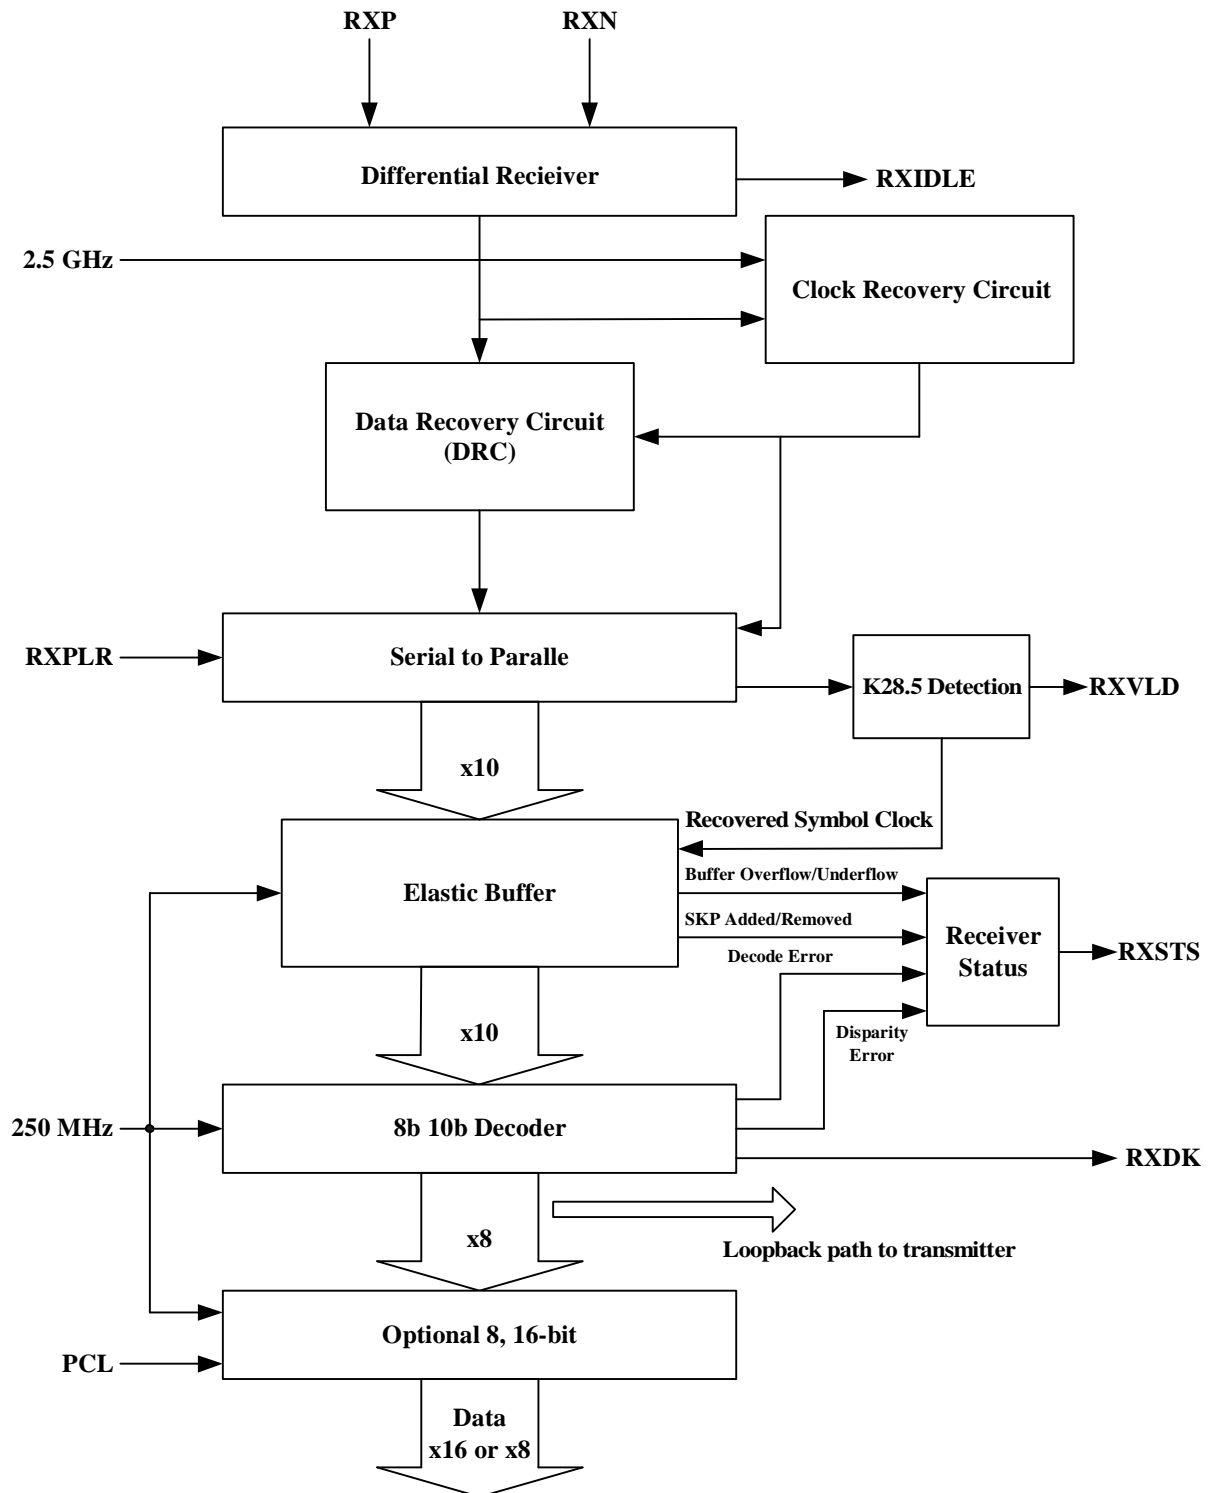 RXP
RXN
Differential Recieiver
RXIDLE
2.5 GHz
Clock Recovery Circuit
Data Recovery Circuit
(DRC)
RXPLR
Serial to Paralle
K28.5 Detection
RXVLD
x10
Recovered Symbol Clock
Elastic Buffer
Buffer Overflow/Underflow
SKP Added/Removed
Decode Error
Receiver
Status
RXSTS
x10
Disparity
Error
250 MHz
8b 10b Decoder
RXDK
x8
Loopback path to transmitter
Optional 8, 16-bit
PCL
Data
x16 or x8